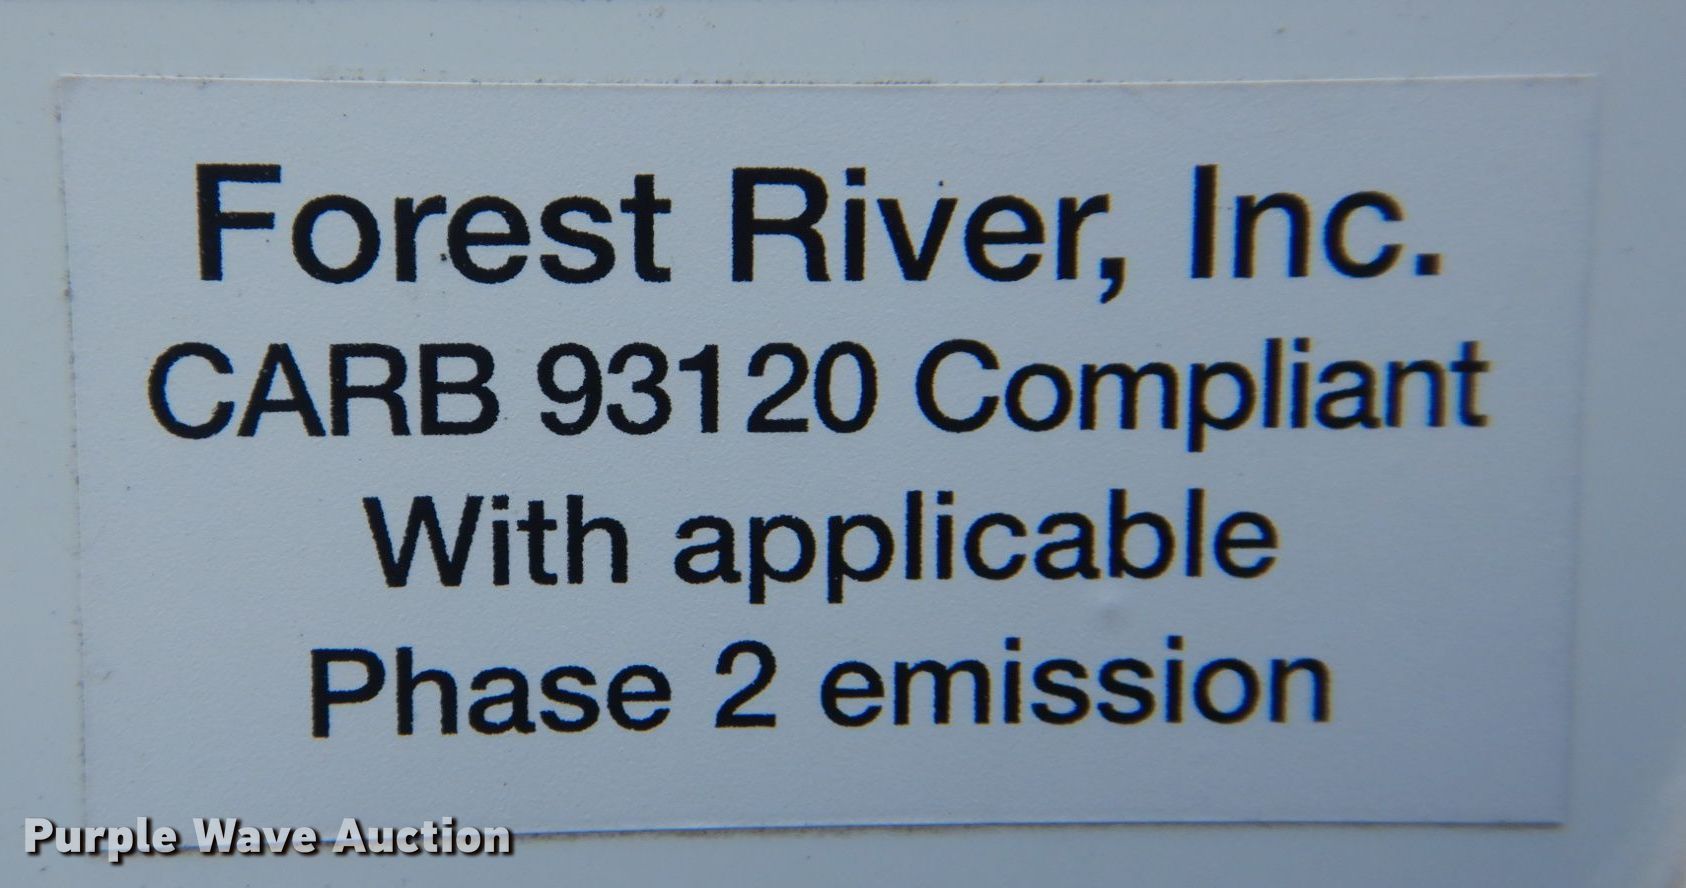 Forest River, Inc.
CARB 93120 Compliant
With applicable
Phase 2 emission
Purple Wave Auction